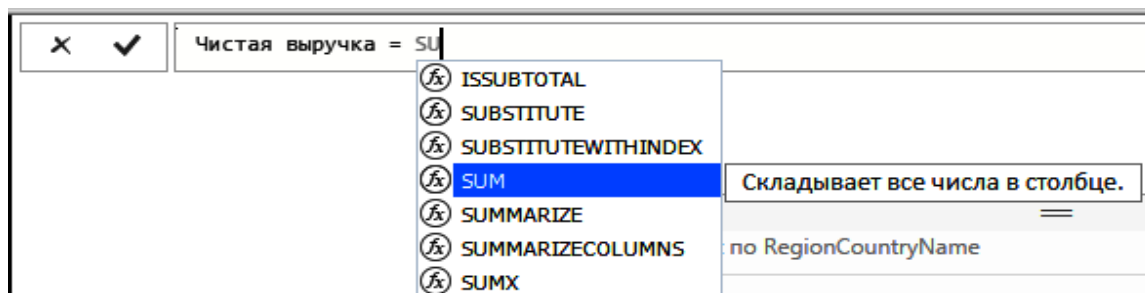 Чистая выручка = SU
ISSUBTOTAL
SUBSTITUTE
SUBSTITUTEWITHINDEX
SUM
Складывает все числа в столбце.
SUMMARIZE
SUMMARIZECOLUMNS
по RegionCountryName
SUMX